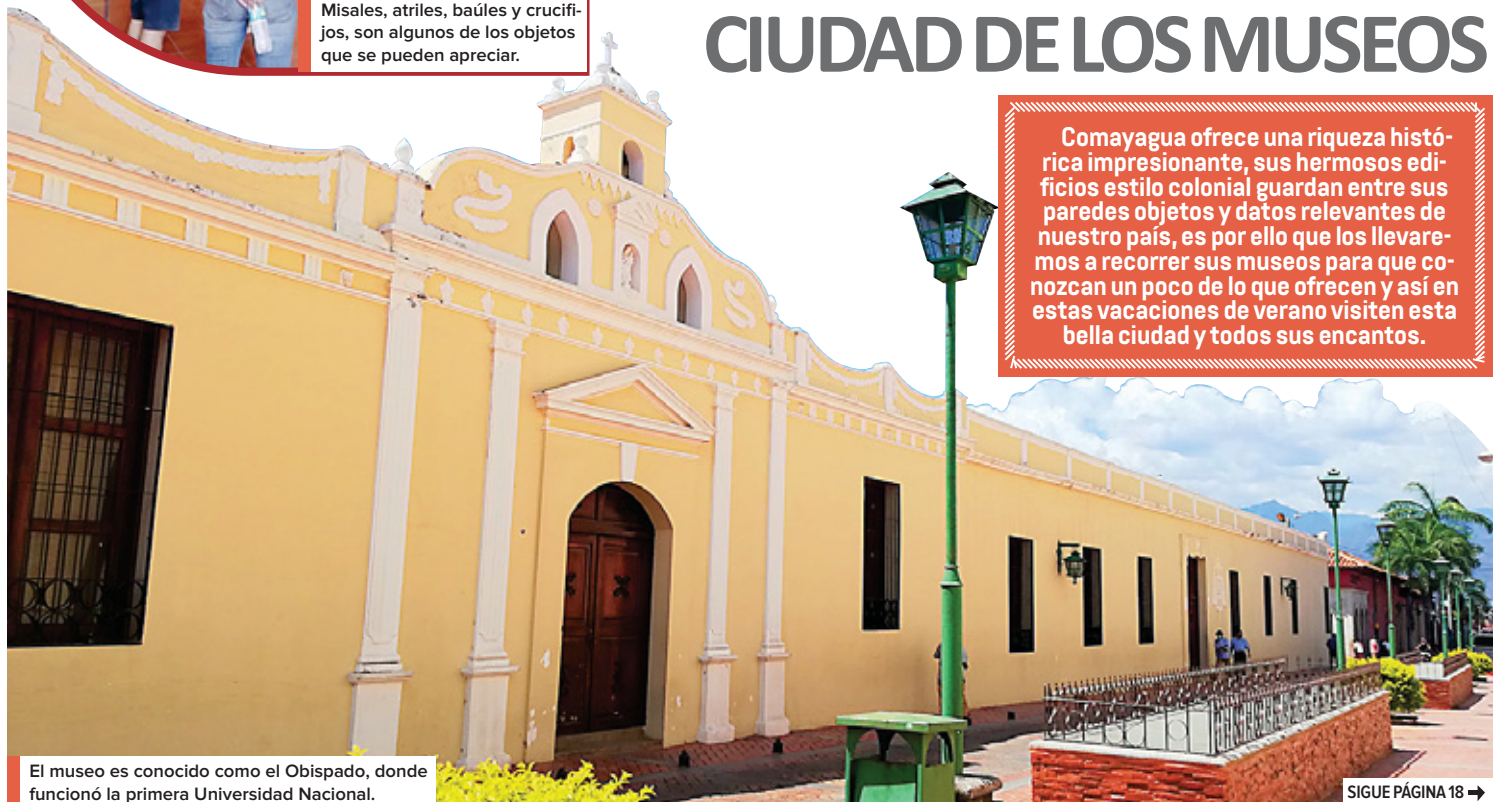 Misales, atriles, baúles y crucifi-
jos, son algunos de los objetos
que se pueden apreciar.
CIUDAD DE LOS MUSEOS
Comayagua ofrece una riqueza histó-
rica impresionante, sus hermosos edi-
ficios estilo colonial guardan entre sus
paredes objetos y datos relevantes de
nuestro país, es por ello que los llevare-
mos a recorrer sus museos para que co-
nozcan un poco de lo que ofrecen y así en
estas vacaciones de verano visiten esta
bella ciudad y todos sus encantos.
El museo es conocido como el Obispado, donde
funcionó la primera Universidad Nacional.
SIGUE PÁGINA 18 →